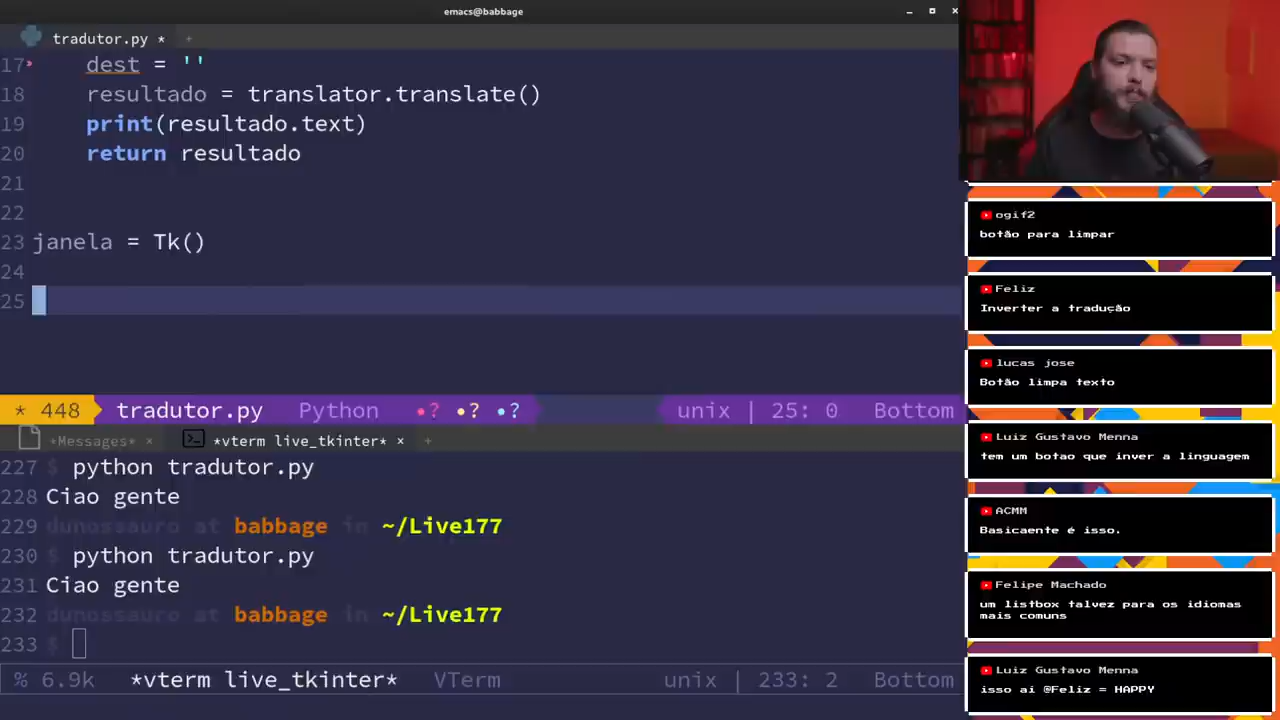 emacs@babbage
tradutor.py *
17 dest = ''
18 resultado = translator.translate()
19 print(resultado.text)
20 return resultado
21
22
23 janela = Tk()
24
25
* 448 tradutor.py Python •? •? •? unix | 25: 0 Bottom
*Messages* × *vterm live_tkinter* × +
227 $ python tradutor.py
228 Ciao gente
229 dunossauro at babbage in ~/Live177
230 $ python tradutor.py
231 Ciao gente
232 dunossauro at babbage in ~/Live177
233 $
% 6.9k *vterm live_tkinter* VTerm unix | 233: 2 Bottom
ogif2
botão para limpar
Feliz
Inverter a tradução
lucas jose
Botão limpa texto
Luiz Gustavo Menna
tem um botao que inver a linguagem
ACMM
Basicaente é isso.
Felipe Machado
um listbox talvez para os idiomas
mais comuns
Luiz Gustavo Menna
isso ai @Feliz = HAPPY